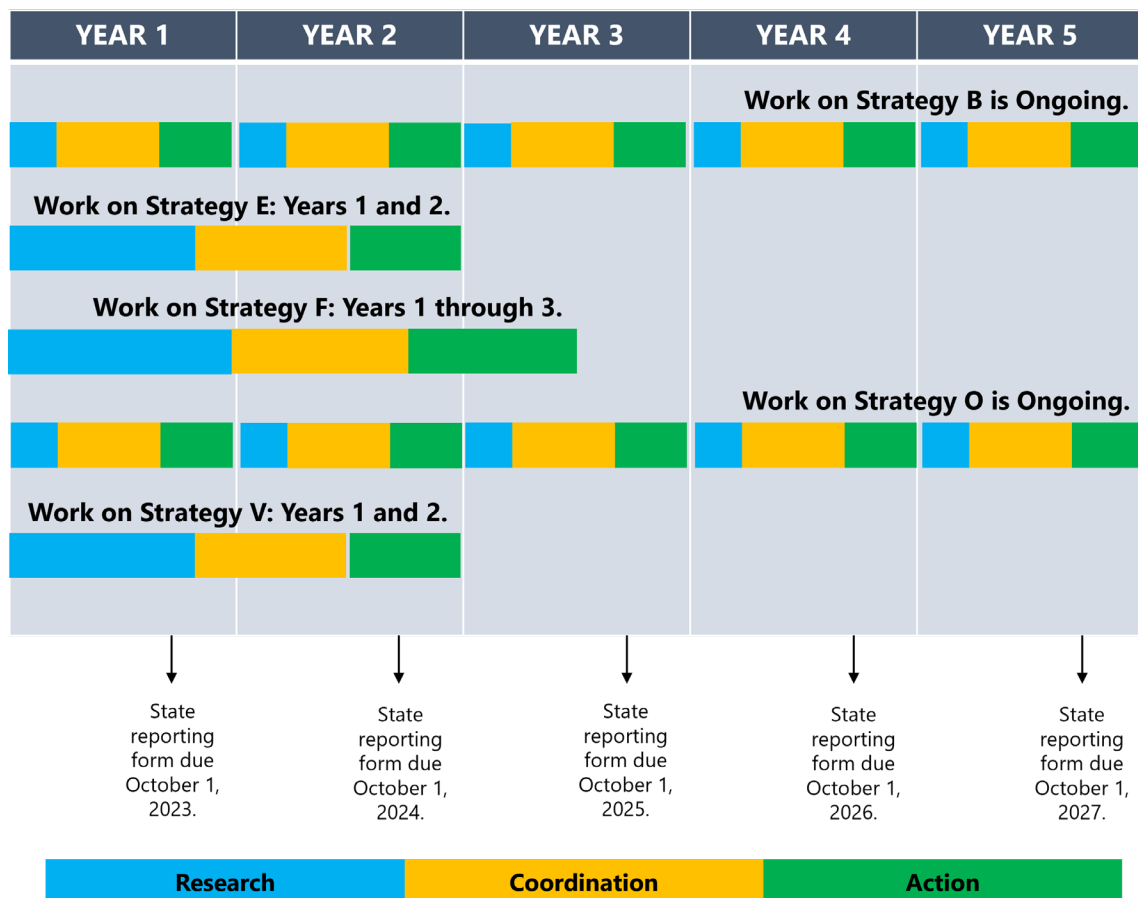 YEAR 1 YEAR 2 YEAR 3 YEAR 4 YEAR 5
Work on Strategy B is Ongoing.
Work on Strategy E: Years 1 and 2.
Work on Strategy F: Years 1 through 3.
Work on Strategy O is Ongoing.
Work on Strategy V: Years 1 and 2.
State
reporting
form due
October 1,
2023.
State
reporting
form due
October 1,
2024.
State
reporting
form due
October 1,
2025.
State
reporting
form due
October 1,
2026.
State
reporting
form due
October 1,
2027.
Research Coordination Action